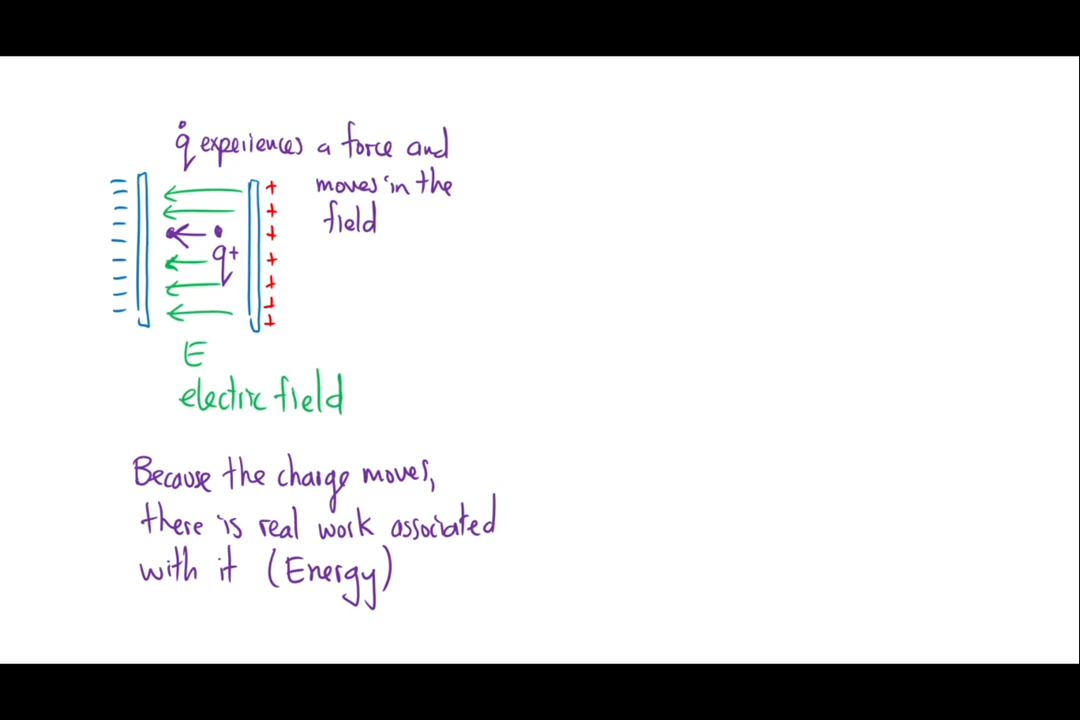 q experiences a force and
moves in the
field
q+
E
electric field
Because the charge moves,
there is real work associated
with it (Energy)